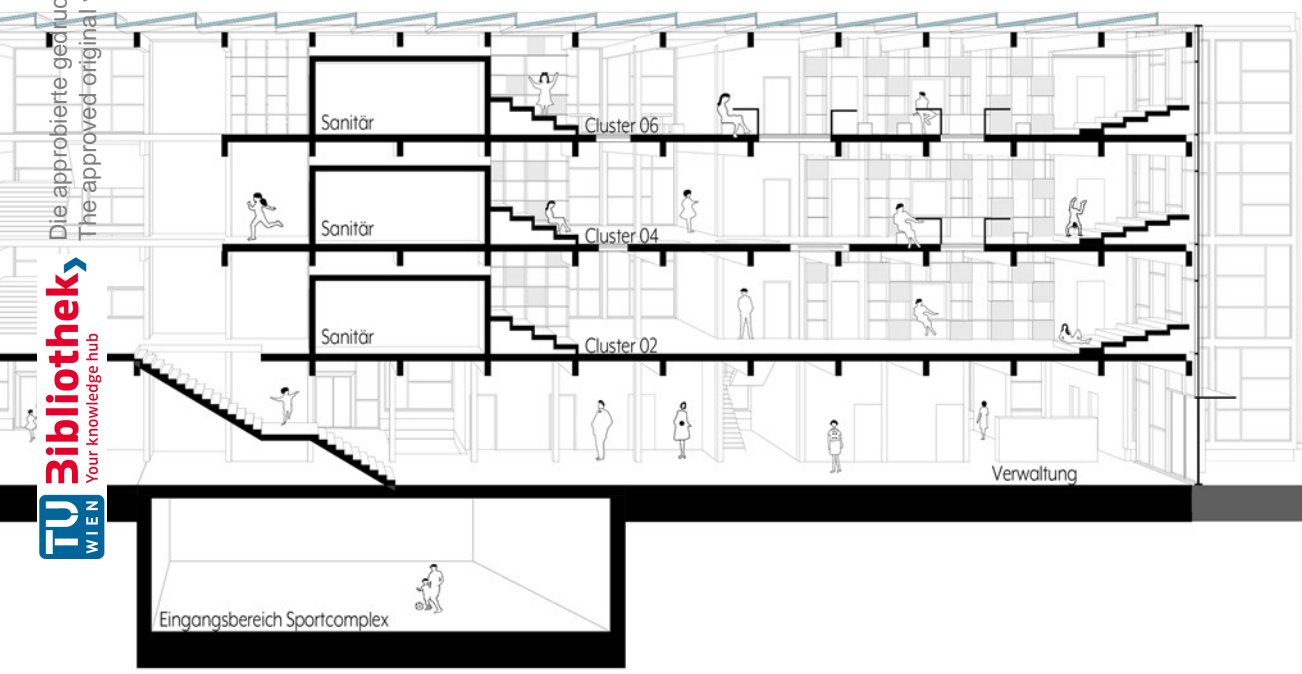 Die approbierte gedruc
The approved original v
TU
WIEN
Bibliothek
Your knowledge hub
Sanitär
Cluster 06
Sanitär
Cluster 04
Sanitär
Cluster 02
Verwaltung
Eingangsbereich Sportcomplex